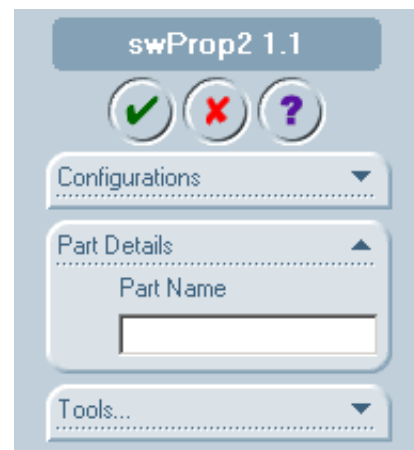 swProp2 1.1
?
Configurations
Part Details
Part Name
Tools...